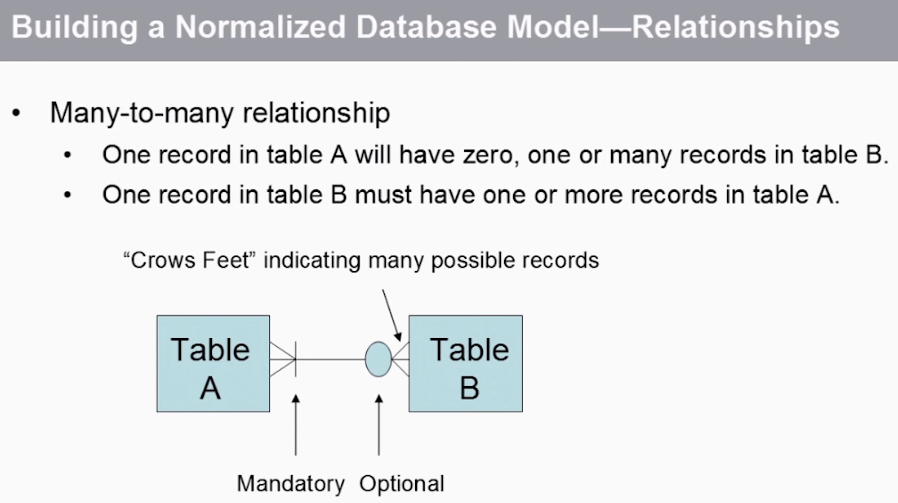 Building a Normalized Database Model—Relationships
• Many-to-many relationship
• One record in table A will have zero, one or many records in table B.
• One record in table B must have one or more records in table A.
“Crows Feet” indicating many possible records
Table
A
Table
B
Mandatory Optional